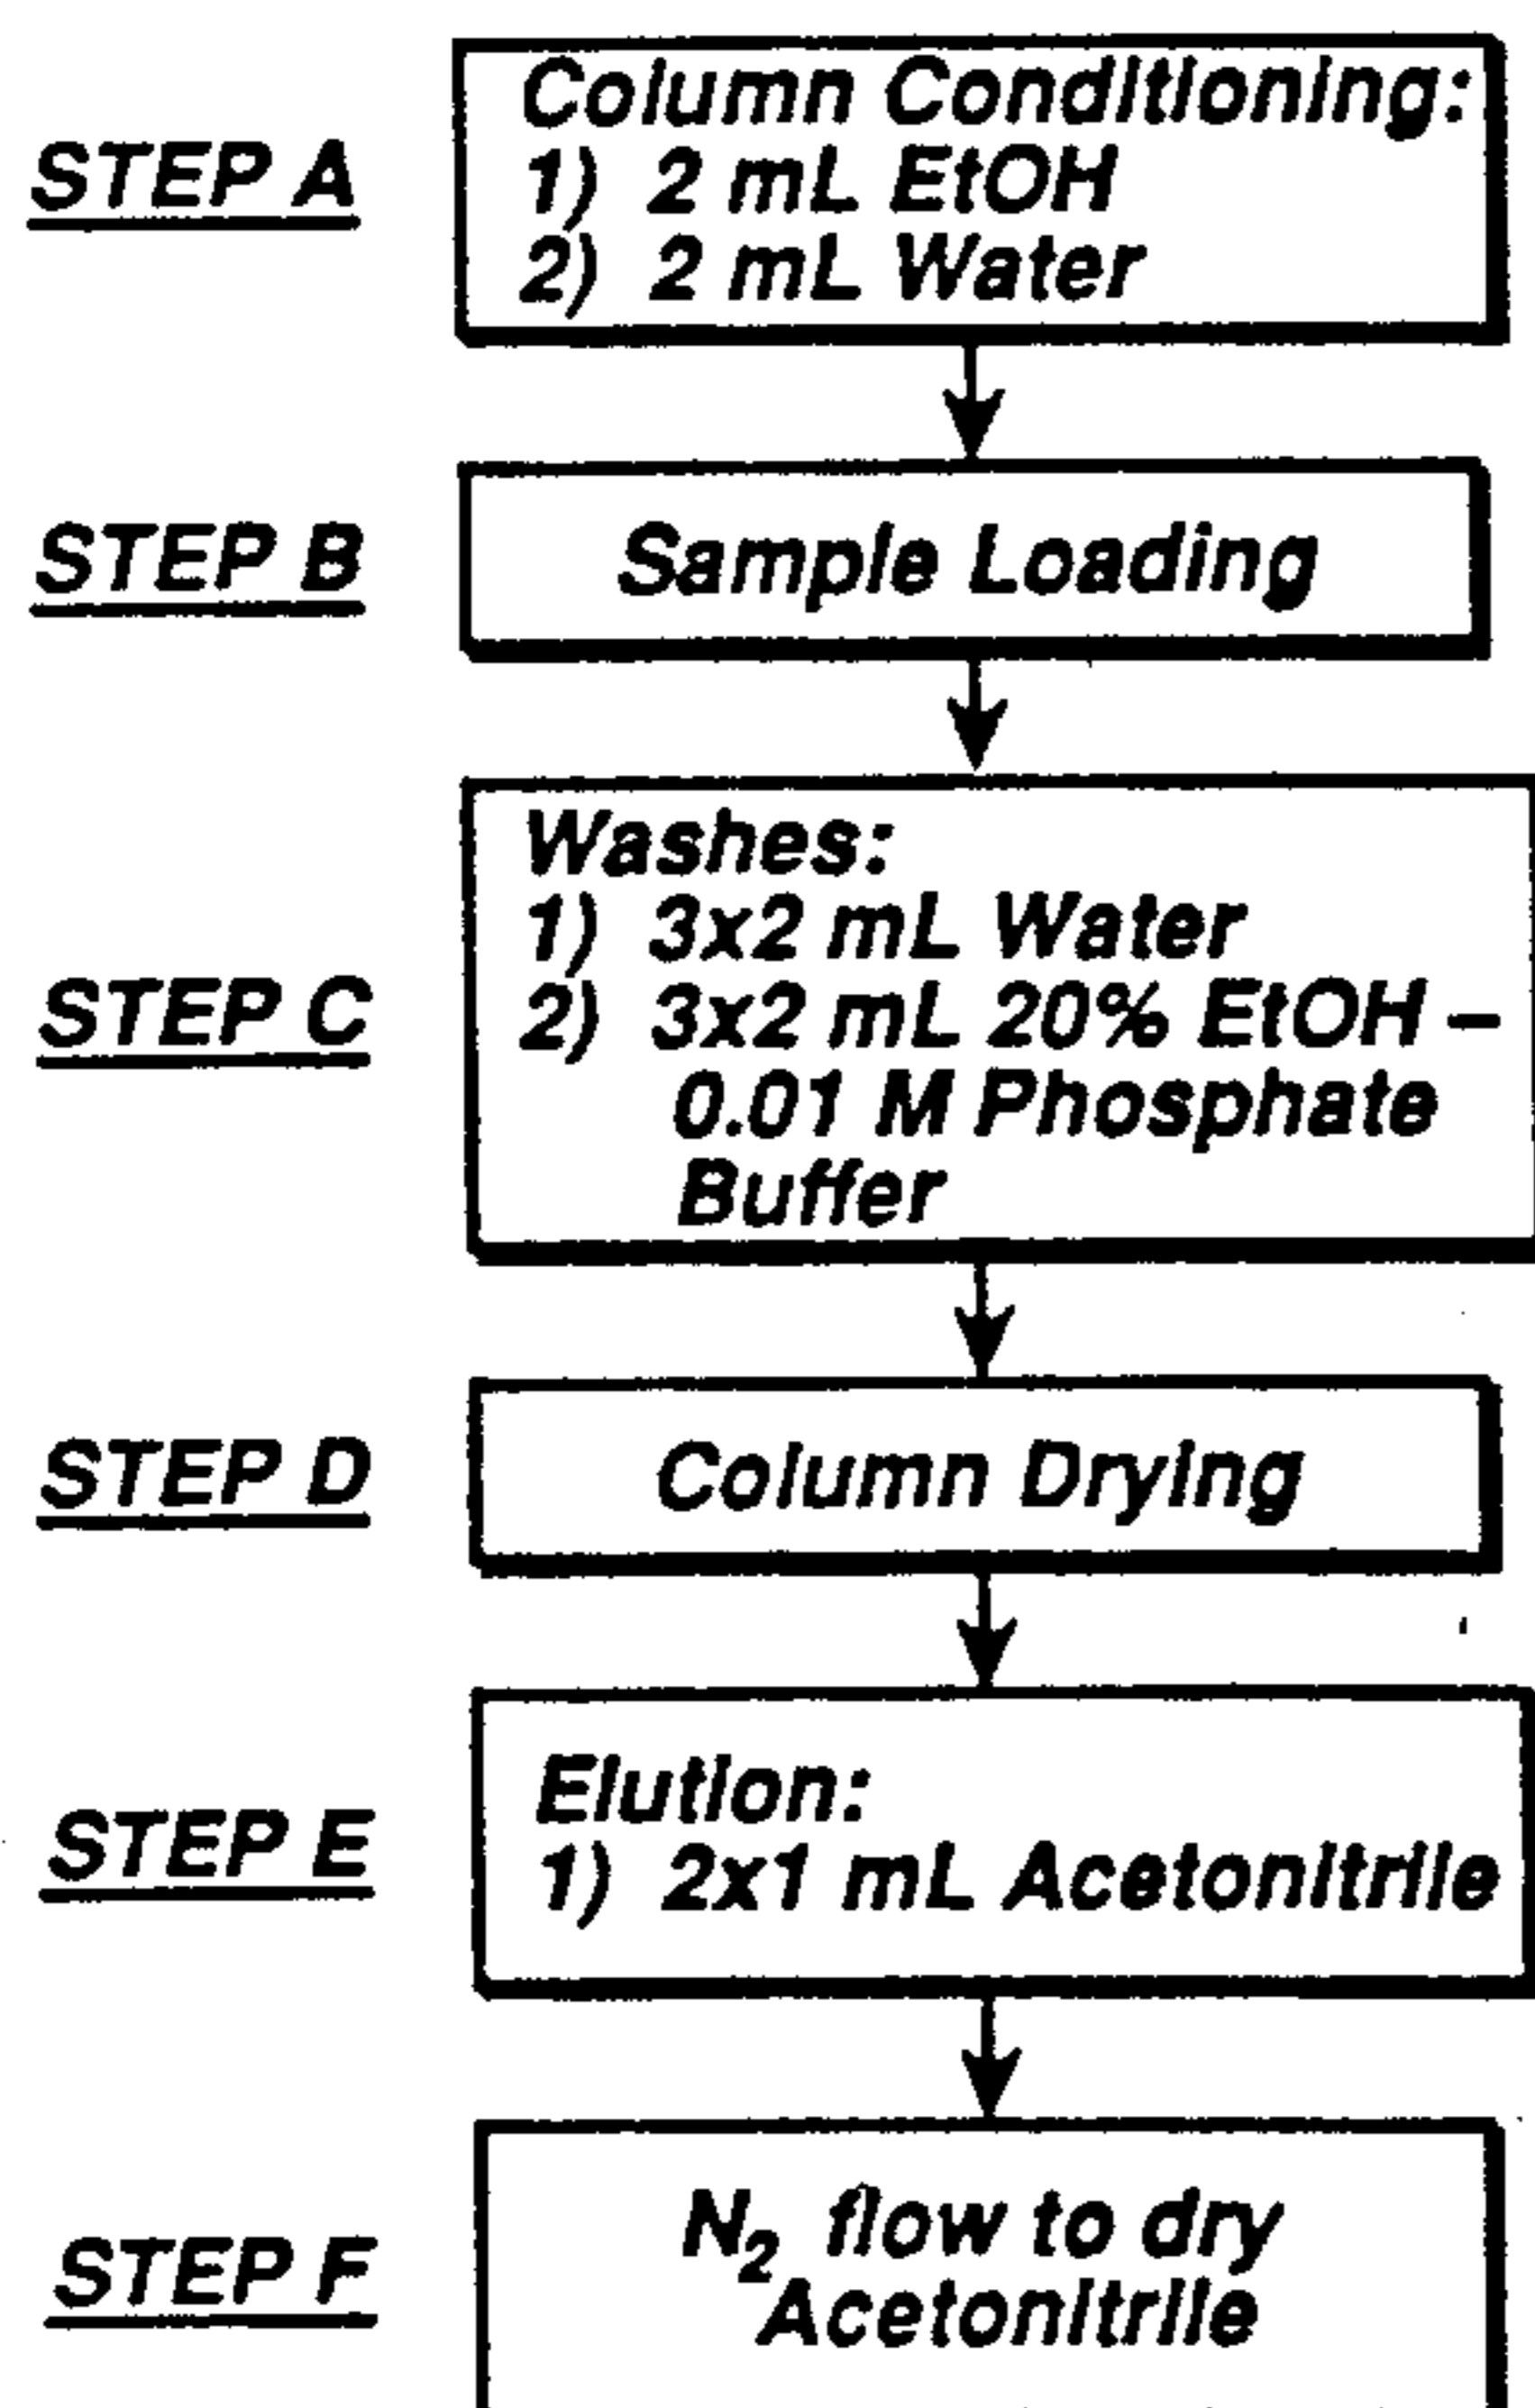 STEP A
Column Conditioning:
1) 2 mL EtOH
2) 2 mL Water
STEP B
Sample Loading
STEP C
Washes:
1) 3x2 mL Water
2) 3x2 mL 20% EtOH –
0.01 M Phosphate
Buffer
STEP D
Column Drying
STEP E
Elution:
1) 2x1 mL Acetonitrile
STEP F
N₂ flow to dry
Acetonitrile